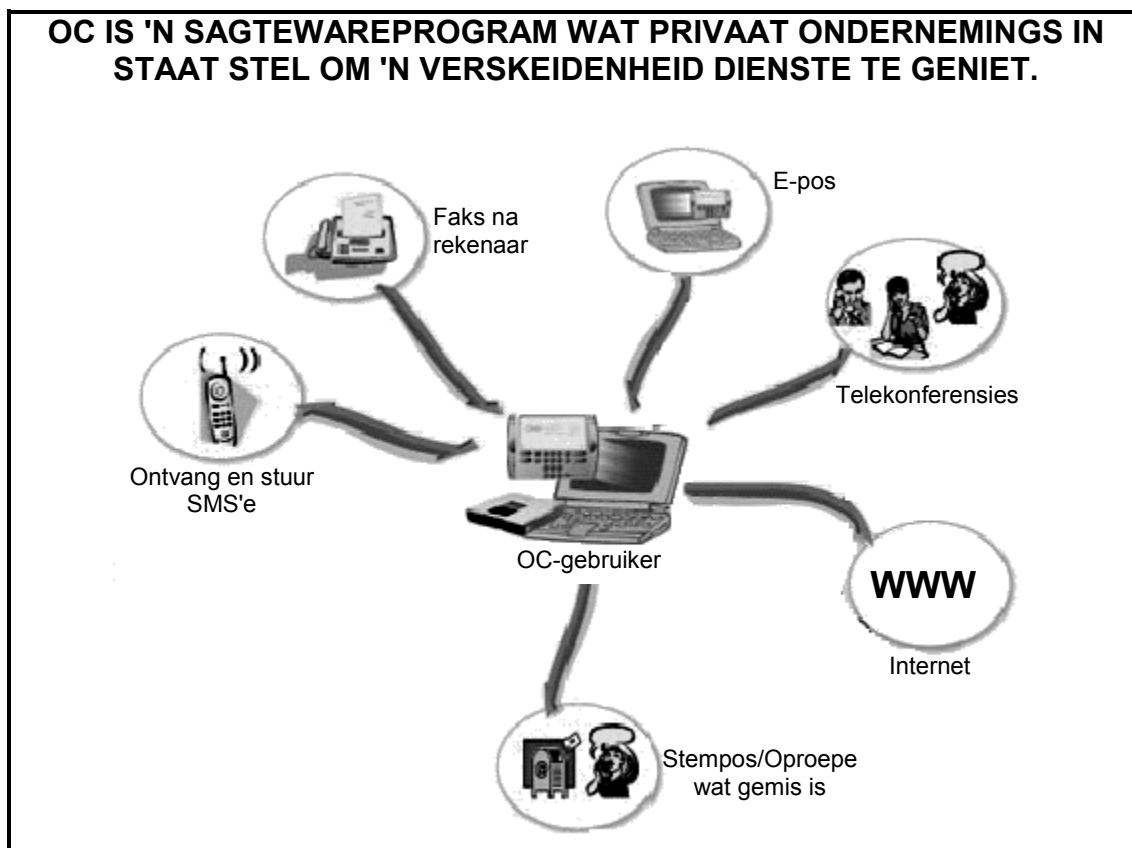 OC IS 'N SAGTEWAREPROGRAM WAT PRIVAAT ONDERNEMINGS IN
STAAT STEL OM 'N VERSKEIDENHEID DIENSTE TE GENIET.
E-pos
Faks na
rekenaar
Telekonferensies
Ontvang en stuur
SMS'e
OC-gebruiker
WWW
Internet
Stempos/Oproepe
wat gemis is